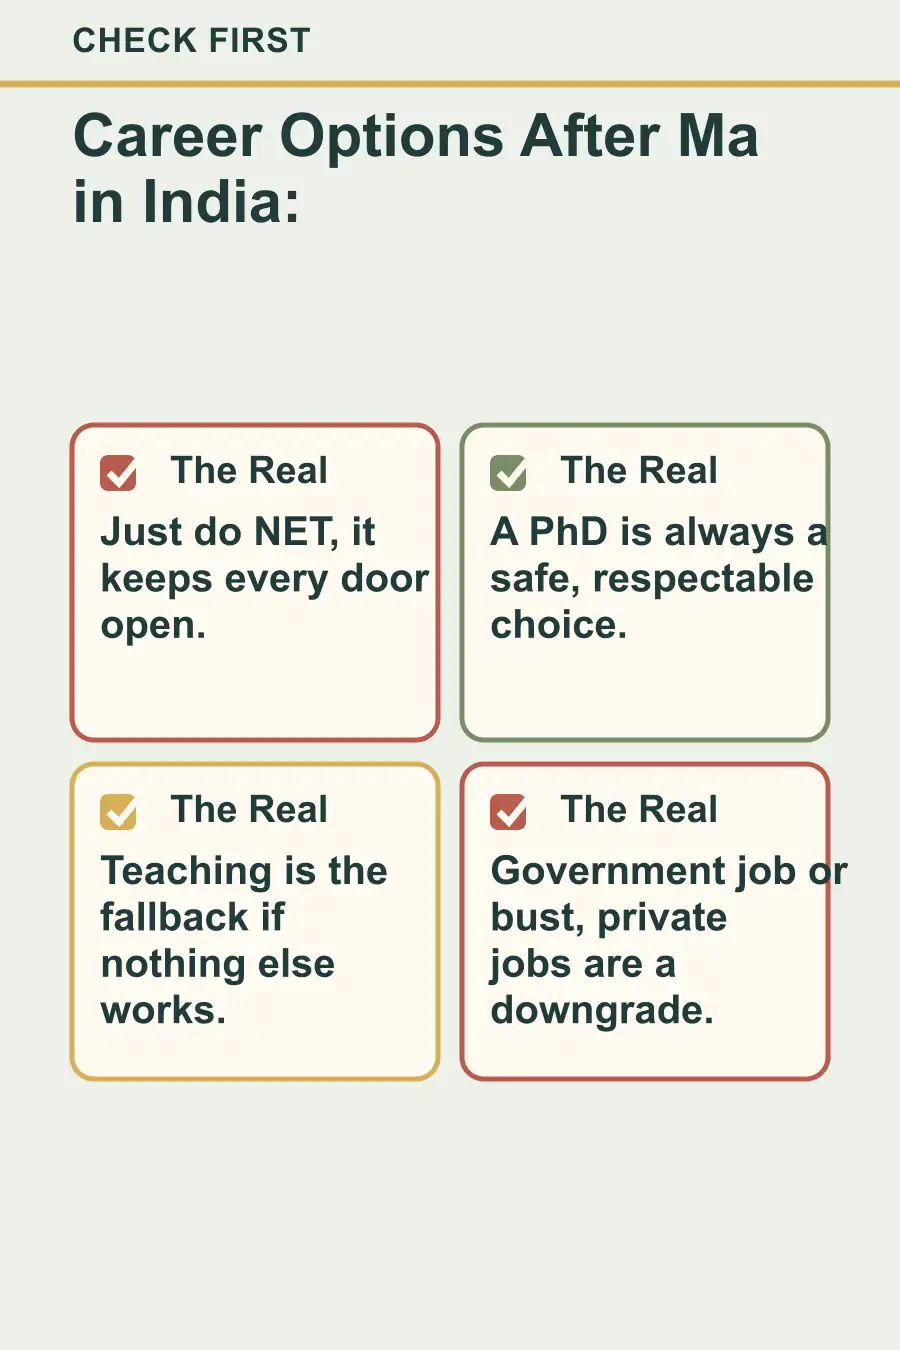 CHECK FIRST
Career Options After Ma
in India:
The Real
Just do NET, it
keeps every door
open.
The Real
A PhD is always a
safe, respectable
choice.
The Real
Teaching is the
fallback if
nothing else
works.
The Real
Government job or
bust, private
jobs are a
downgrade.